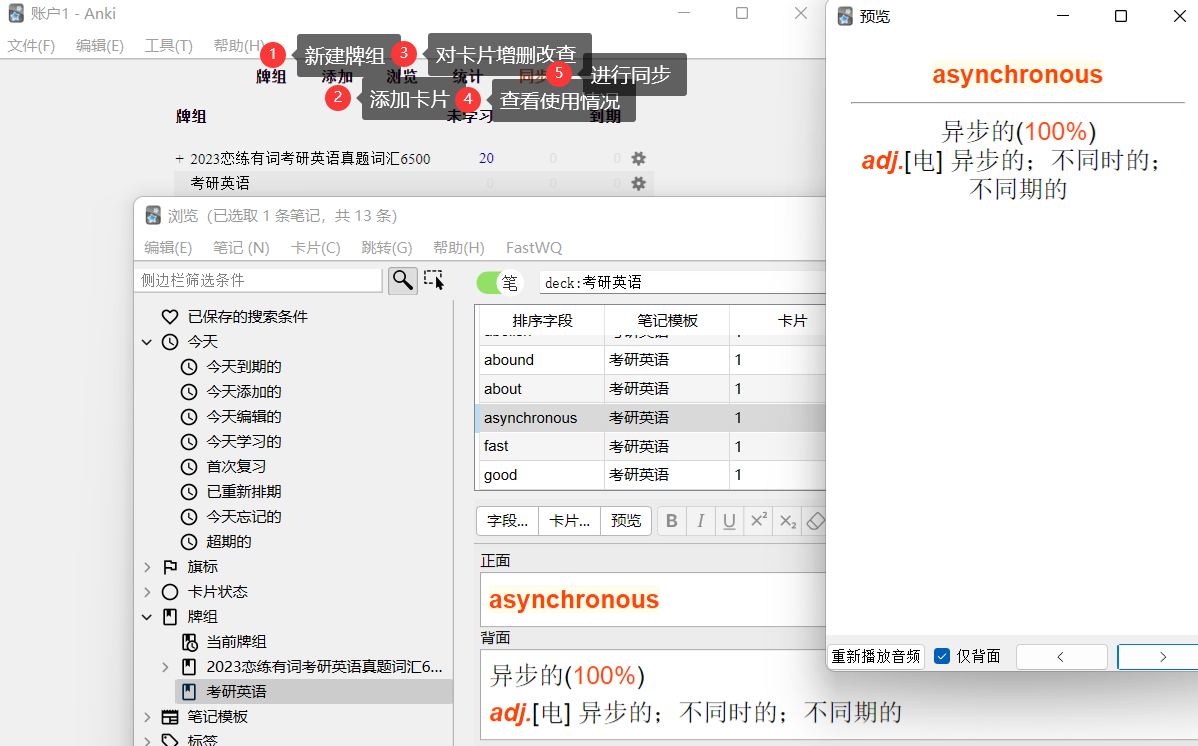 账户1 - Anki
文件(F) 编辑(E) 工具(T) 帮助(H)
1 新建牌组 3 对卡片增删改查 5 进行同步
牌组 添加 浏览 统计 同步
2 添加卡片 4 查看使用情况
牌组 未学习 到期
+ 2023恋练有词考研英语真题词汇6500 20 0 0
考研英语 0 0 0
浏览（已选取 1 条笔记，共 13 条）
编辑(E) 笔记 (N) 卡片(C) 跳转(G) 帮助(H) FastWQ
侧边栏筛选条件
笔 deck:考研英语
已保存的搜索条件
今天
今天到期的
今天添加的
今天编辑的
今天学习的
首次复习
已重新排期
今天忘记的
超期的
旗标
卡片状态
牌组
当前牌组
2023恋练有词考研英语真题词汇6...
考研英语
笔记模板
标签
排序字段 笔记模板 卡片
abound 考研英语 1
about 考研英语 1
asynchronous 考研英语 1
fast 考研英语 1
good 考研英语 1
字段... 卡片... 预览 B I U X² X₂
正面
asynchronous
背面
异步的(100%)
adj.[电] 异步的；不同时的；不同期的
预览
asynchronous
异步的(100%)
adj.[电] 异步的；不同时的；
不同期的
重新播放音频 仅背面 < >